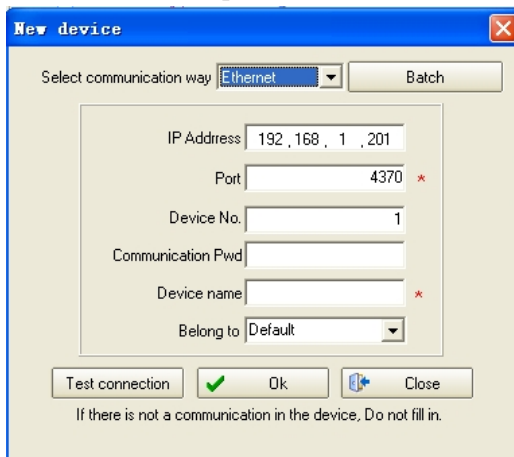 New device
Select communication way Ethernet Batch
IP Addrress 192 . 168 . 1 . 201
Port 4370 *
Device No. 1
Communication Pwd
Device name *
Belong to Default
Test connection Ok Close
If there is not a communication in the device, Do not fill in.